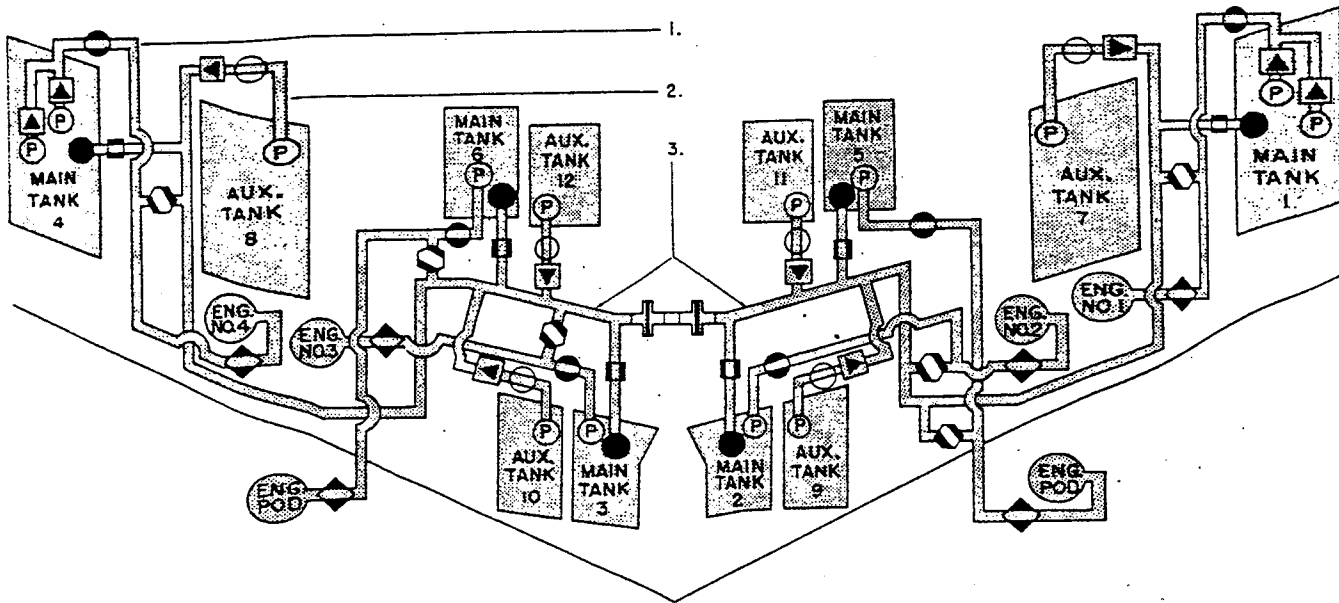 1.
2.
3.
P
P
MAIN
TANK
4
P
AUX.
TANK
8
MAIN
TANK
6
P
AUX.
TANK
12
P
AUX.
TANK
11
P
MAIN
TANK
5
P
P
AUX.
TANK
7
P
P
MAIN
TANK
1
ENG.
NO.4
ENG.
NO.3
ENG.
NO.2
ENG.
NO.1
P
AUX.
TANK
10
P
MAIN
TANK
3
P
MAIN
TANK
2
P
AUX.
TANK
9
ENG.
POD
ENG.
POD